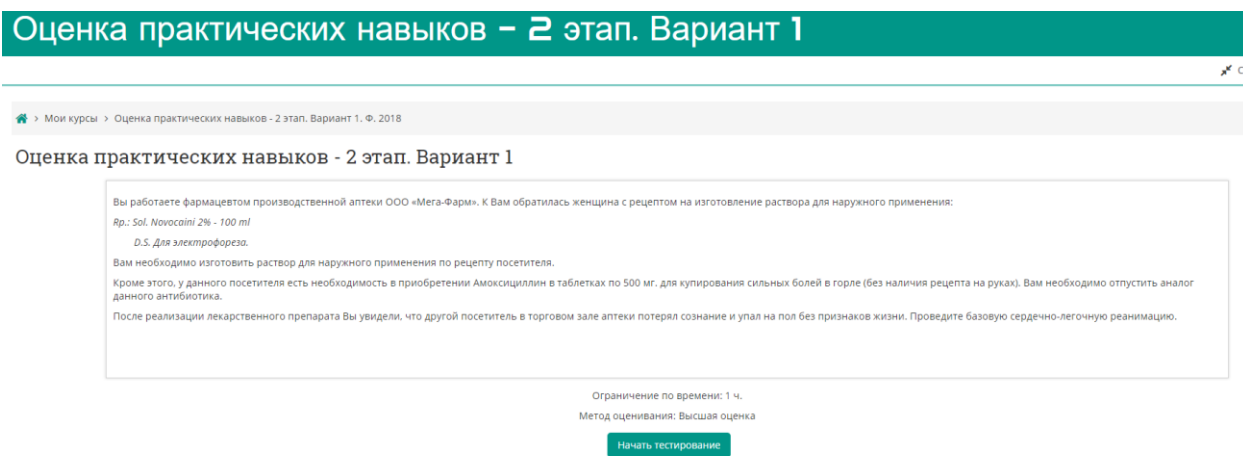 Оценка практических навыков - 2 этап. Вариант 1
Мои курсы > Оценка практических навыков - 2 этап. Вариант 1. Ф. 2018
Оценка практических навыков - 2 этап. Вариант 1
Вы работаете фармацевтом производственной аптеки ООО «Мега-Фарм». К Вам обратилась женщина с рецептом на изготовление раствора для наружного применения:
Rp.: Sol. Novocaini 2% - 100 ml
D.S. Для электрофореза.
Вам необходимо изготовить раствор для наружного применения по рецепту посетителя.
Кроме этого, у данного посетителя есть необходимость в приобретении Амоксициллин в таблетках по 500 мг. для купирования сильных болей в горле (без наличия рецепта на руках). Вам необходимо отпустить аналог
данного антибиотика.
После реализации лекарственного препарата Вы увидели, что другой посетитель в торговом зале аптеки потерял сознание и упал на пол без признаков жизни. Проведите базовую сердечно-легочную реанимацию.
Ограничение по времени: 1 ч.
Метод оценивания: Высшая оценка
Начать тестирование